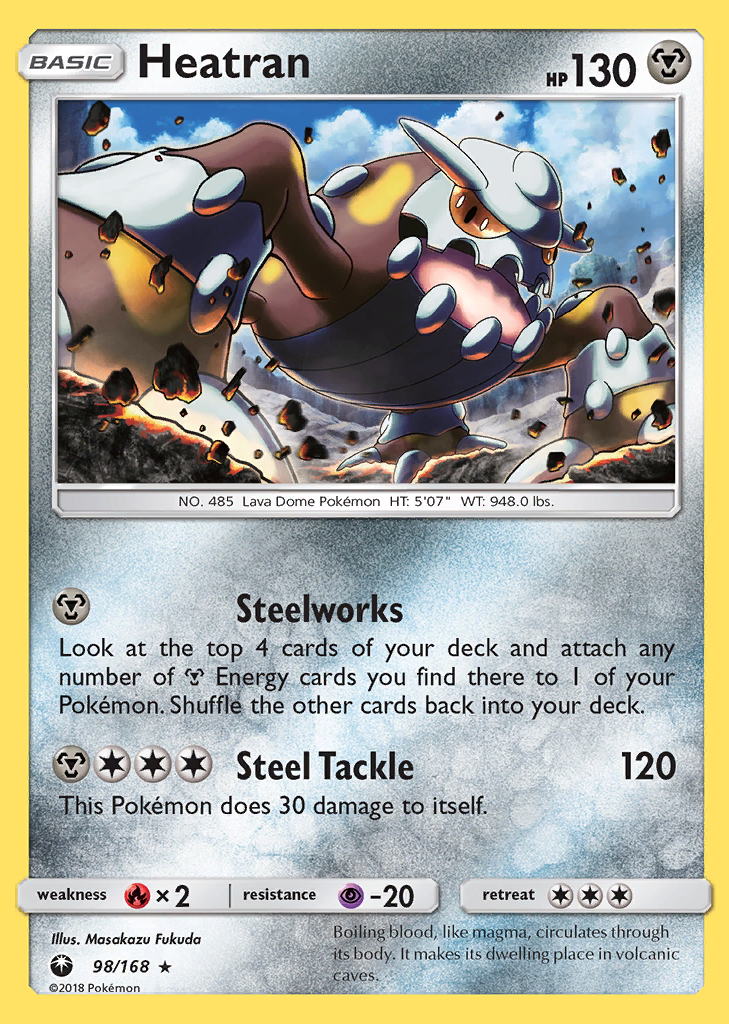 BASIC Heatran HP 130
NO. 485 Lava Dome Pokémon HT: 5'07" WT: 948.0 lbs.
Steelworks
Look at the top 4 cards of your deck and attach any
number of Energy cards you find there to 1 of your
Pokémon. Shuffle the other cards back into your deck.
Steel Tackle 120
This Pokémon does 30 damage to itself.
weakness × 2 resistance -20 retreat
Illus. Masakazu Fukuda
98/168 ★
©2018 Pokémon
Boiling blood, like magma, circulates through
its body. It makes its dwelling place in volcanic
caves.